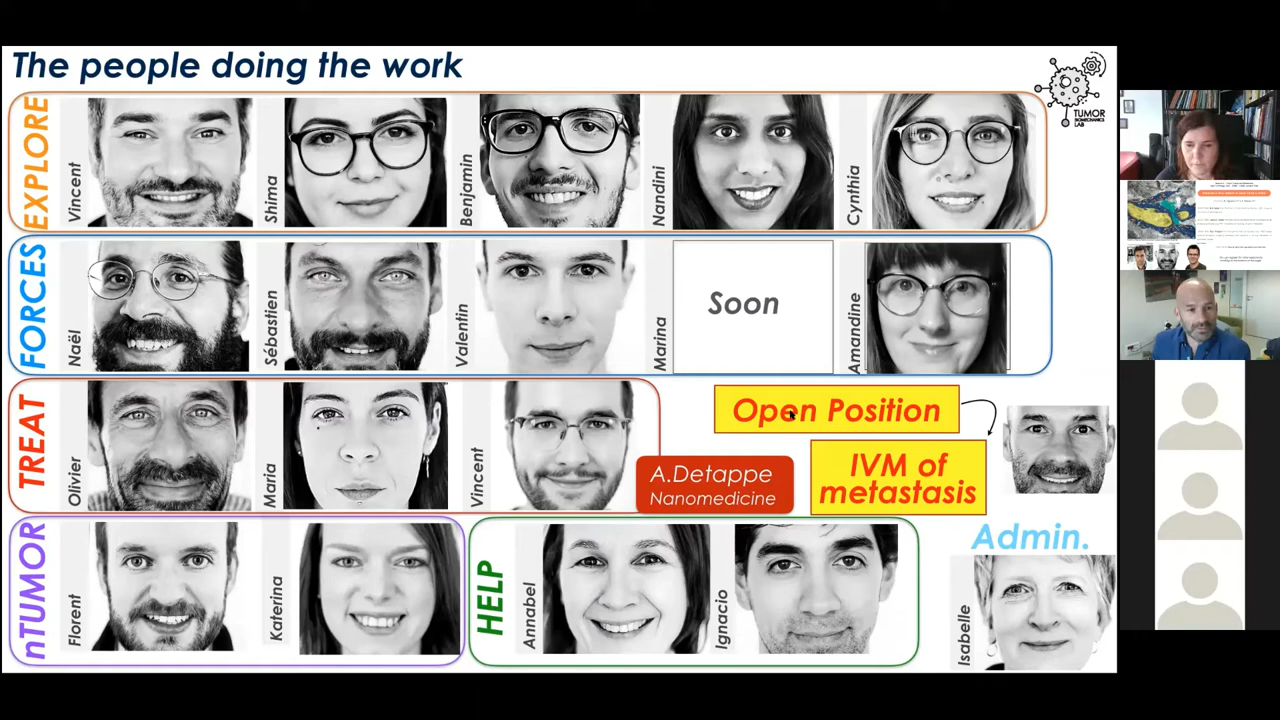 The people doing the work
TUMOR
BIOMECHANICS
LAB
EXPLORE
Vincent
Shima
Benjamin
Nandini
Cynthia
FORCES
Naël
Sébastien
Valentin
Marina
Soon
Amandine
TREAT
Olivier
Maria
Vincent
A.Detappe
Nanomedicine
Open Position
IVM of
metastasis
nTUMOR
Florent
Katerina
HELP
Annabel
Ignacio
Admin.
Isabelle